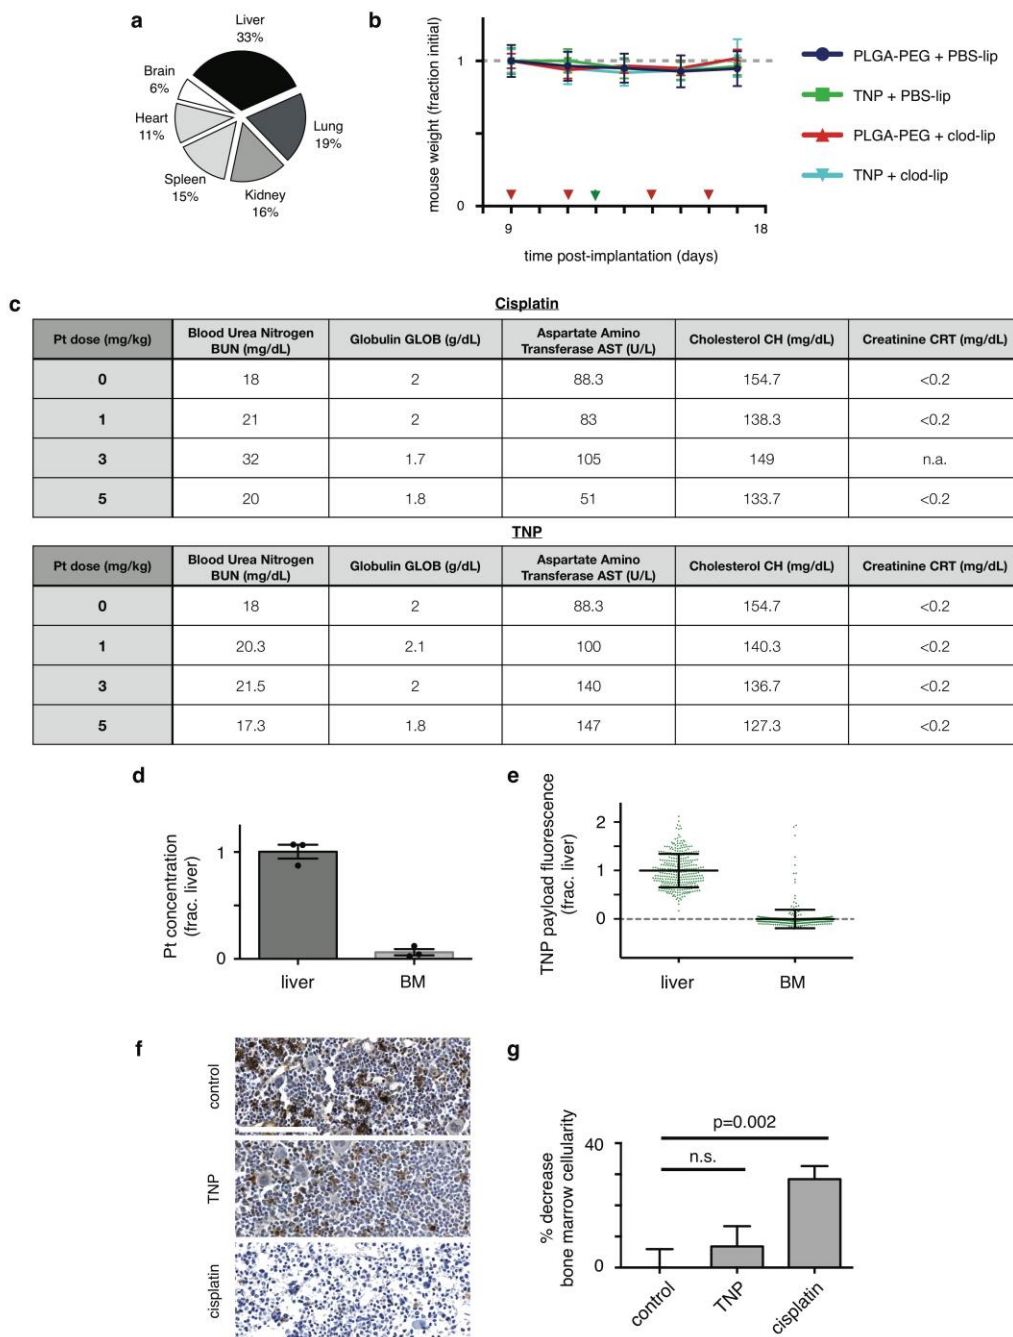 a
Liver
33%
Brain
6%
Heart
11%
Lung
19%
Spleen
15%
Kidney
16%
b
mouse weight (fraction initial)
1
0
9
18
time post-implantation (days)
PLGA-PEG + PBS-lip
TNP + PBS-lip
PLGA-PEG + clod-lip
TNP + clod-lip
c
Cisplatin
Pt dose (mg/kg) Blood Urea Nitrogen BUN (mg/dL) Globulin GLOB (g/dL) Aspartate Amino Transferase AST (U/L) Cholesterol CH (mg/dL) Creatinine CRT (mg/dL)
0 18 2 88.3 154.7 <0.2
1 21 2 83 138.3 <0.2
3 32 1.7 105 149 n.a.
5 20 1.8 51 133.7 <0.2
TNP
Pt dose (mg/kg) Blood Urea Nitrogen BUN (mg/dL) Globulin GLOB (g/dL) Aspartate Amino Transferase AST (U/L) Cholesterol CH (mg/dL) Creatinine CRT (mg/dL)
0 18 2 88.3 154.7 <0.2
1 20.3 2.1 100 140.3 <0.2
3 21.5 2 140 136.7 <0.2
5 17.3 1.8 147 127.3 <0.2
d
Pt concentration
(frac. liver)
1
0
liver BM
e
TNP payload fluorescence
(frac. liver)
2
1
0
liver BM
f
control
TNP
cisplatin
g
% decrease
bone marrow cellularity
40
20
0
p=0.002
n.s.
control TNP cisplatin